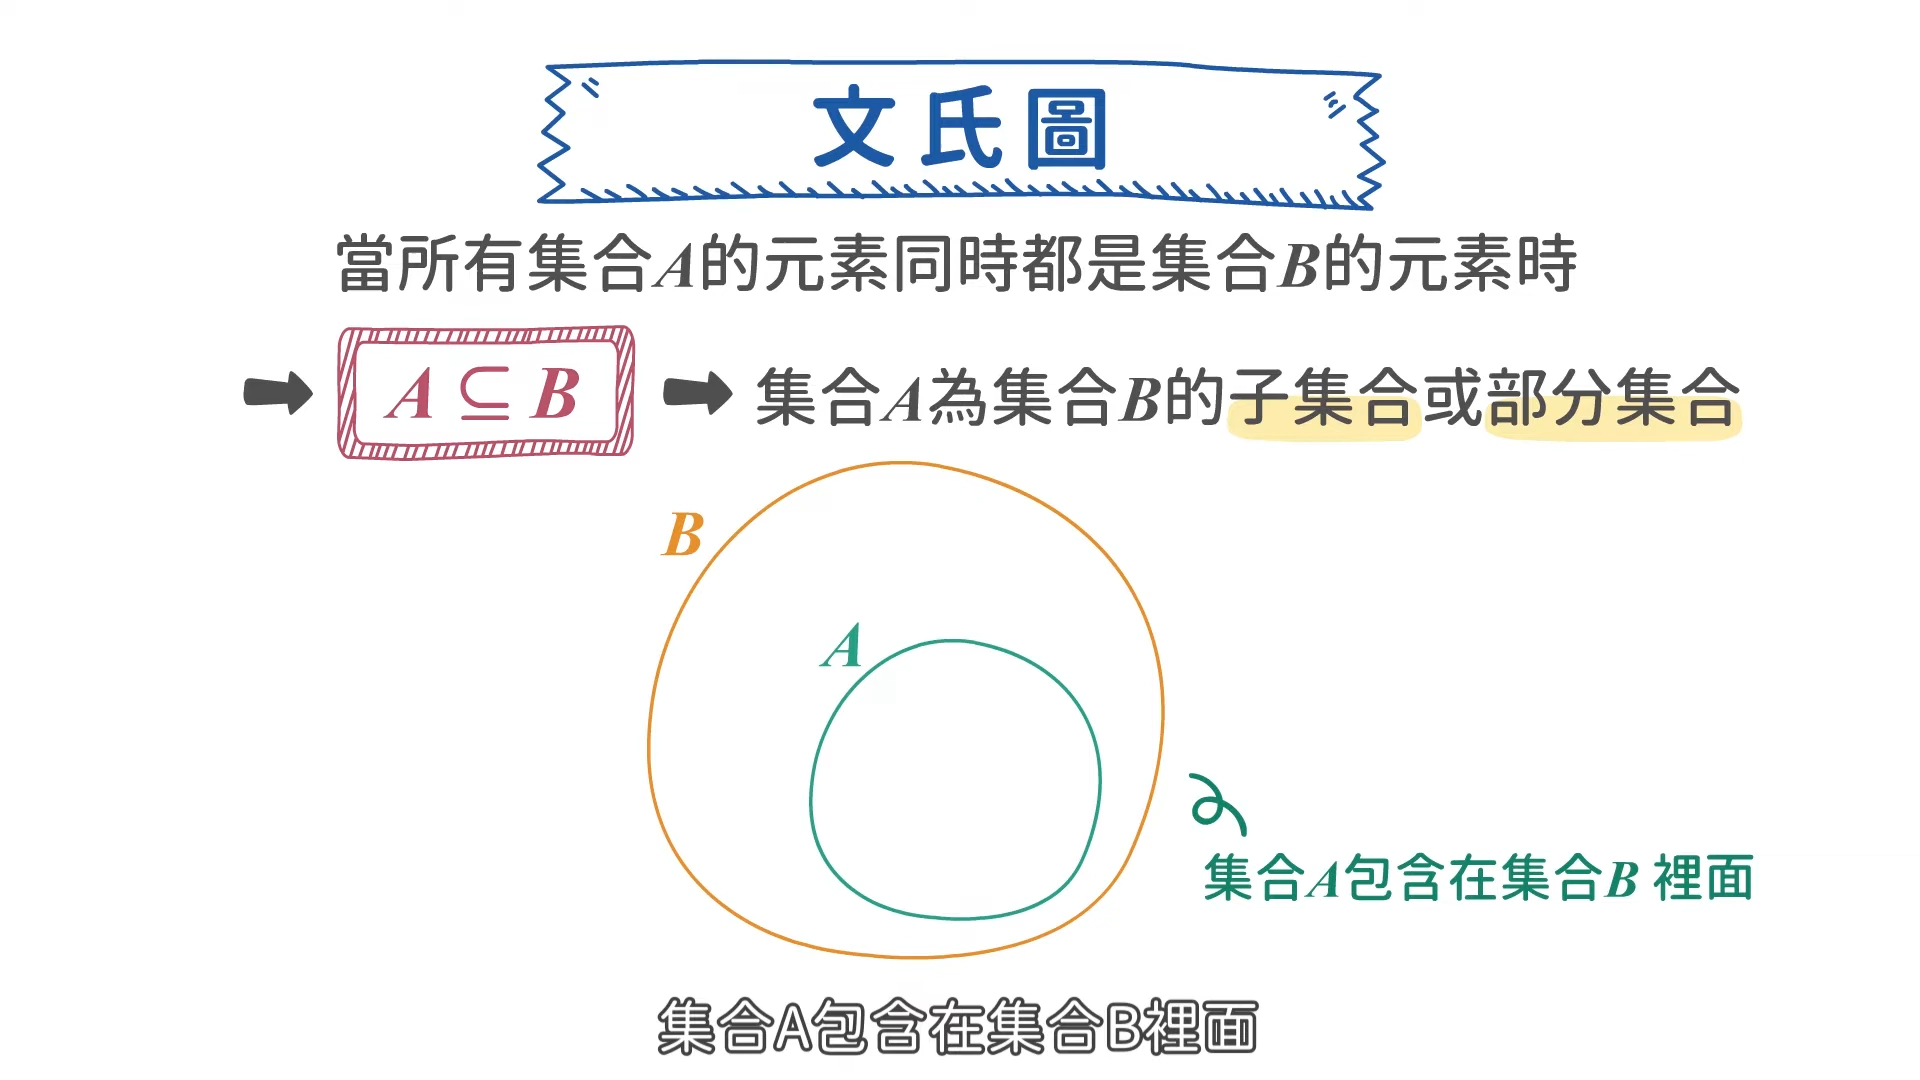 文氏圖
當所有集合A的元素同時都是集合B的元素時
A ⊆ B
集合A為集合B的子集合或部分集合
B
A
集合A包含在集合B 裡面
集合A包含在集合B裡面